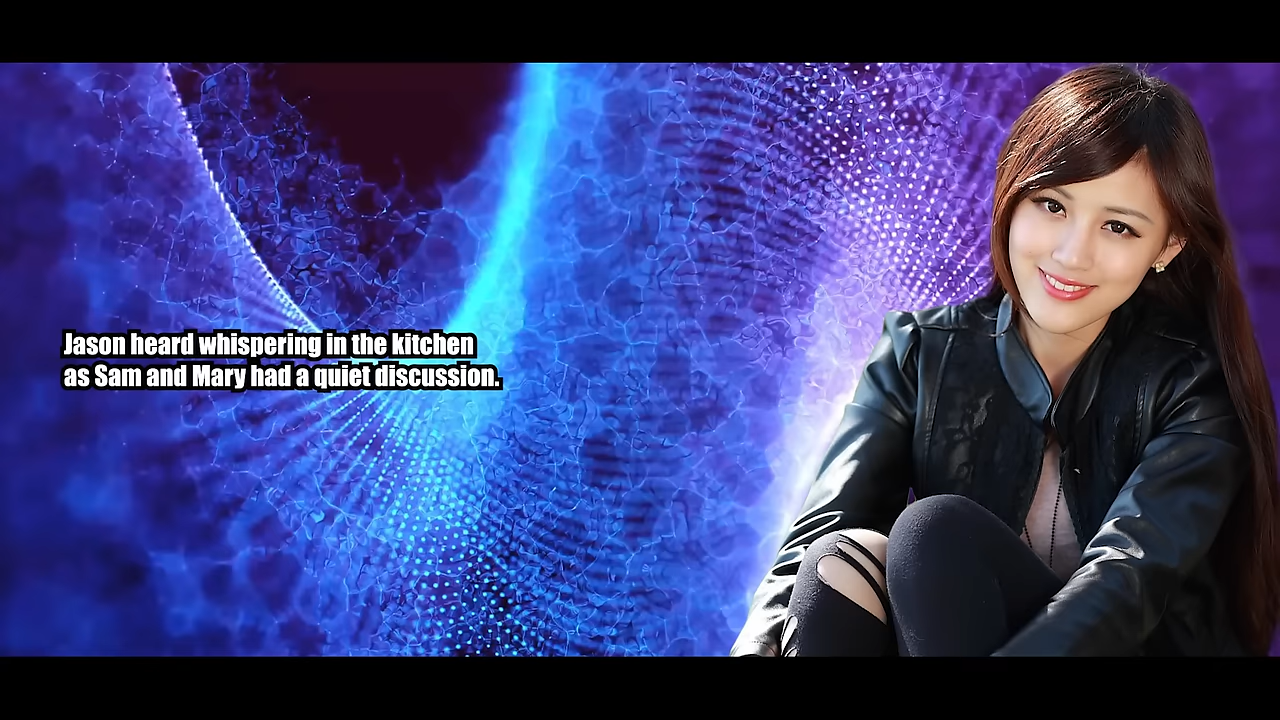 Jason heard whispering in the kitchen
as Sam and Mary had a quiet discussion.